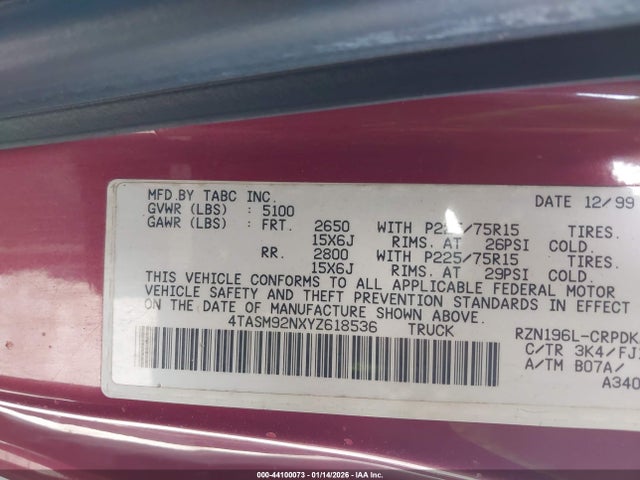 MFD.BY TABC INC. DATE 12/99
GVWR (LBS) : 5100
GAWR (LBS) : FRT. 2650 WITH P225/75R15 TIRES.
15X6J RIMS. AT 26PSI COLD.
RR. 2800 WITH P225/75R15 TIRES.
15X6J RIMS. AT 29PSI COLD.
THIS VEHICLE CONFORMS TO ALL APPLICABLE FEDERAL MOTOR
VEHICLE SAFETY AND THEFT PREVENTION STANDARDS IN EFFECT
ON THE DATE OF MANUFACTURE SHOWN ABOVE.
4TASM92NXYZ618536 TRUCK RZN196L-CRPDK
C/TR 3K4/FJ
A/TM B07A/
A340
000-44100073 - 01/14/2026 - IAA Inc.